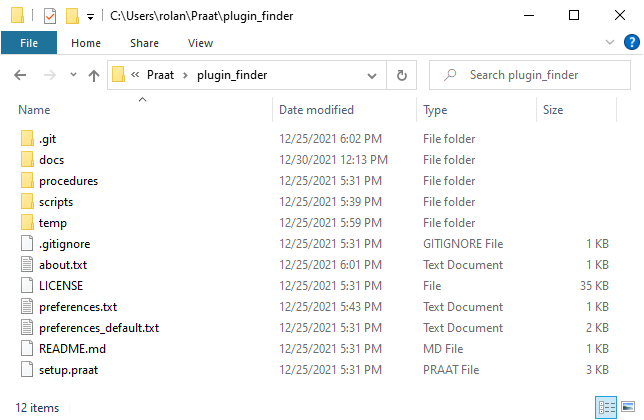 C:\Users\rolan\Praat\plugin_finder
File Home Share View
« Praat › plugin_finder Search plugin_finder
Name Date modified Type Size
.git 12/25/2021 6:02 PM File folder
docs 12/30/2021 12:13 PM File folder
procedures 12/25/2021 5:31 PM File folder
scripts 12/25/2021 5:39 PM File folder
temp 12/25/2021 5:59 PM File folder
.gitignore 12/25/2021 5:31 PM GITIGNORE File 1 KB
about.txt 12/25/2021 6:01 PM Text Document 1 KB
LICENSE 12/25/2021 5:31 PM File 35 KB
preferences.txt 12/25/2021 5:43 PM Text Document 1 KB
preferences_default.txt 12/25/2021 5:31 PM Text Document 2 KB
README.md 12/25/2021 5:31 PM MD File 1 KB
setup.praat 12/25/2021 5:31 PM PRAAT File 3 KB
12 items